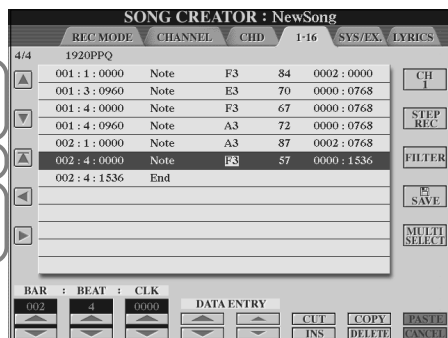 SONG CREATOR : NewSong
REC MODE CHANNEL CHD 1-16 SYS/EX. LYRICS
4/4 1920PPQ
001 : 1 : 0000 Note F3 84 0002 : 0000
001 : 3 : 0960 Note E3 70 0000 : 0768
001 : 4 : 0000 Note F3 67 0000 : 0768
001 : 4 : 0960 Note A3 72 0000 : 0768
002 : 1 : 0000 Note A3 87 0002 : 0768
002 : 4 : 0000 Note F3 57 0000 : 1536
002 : 4 : 1536 End
CH
1
STEP
REC
FILTER
SAVE
MULTI
SELECT
BAR : BEAT : CLK
002 4 0000
DATA ENTRY
CUT COPY PASTE
INS DELETE CANCEL